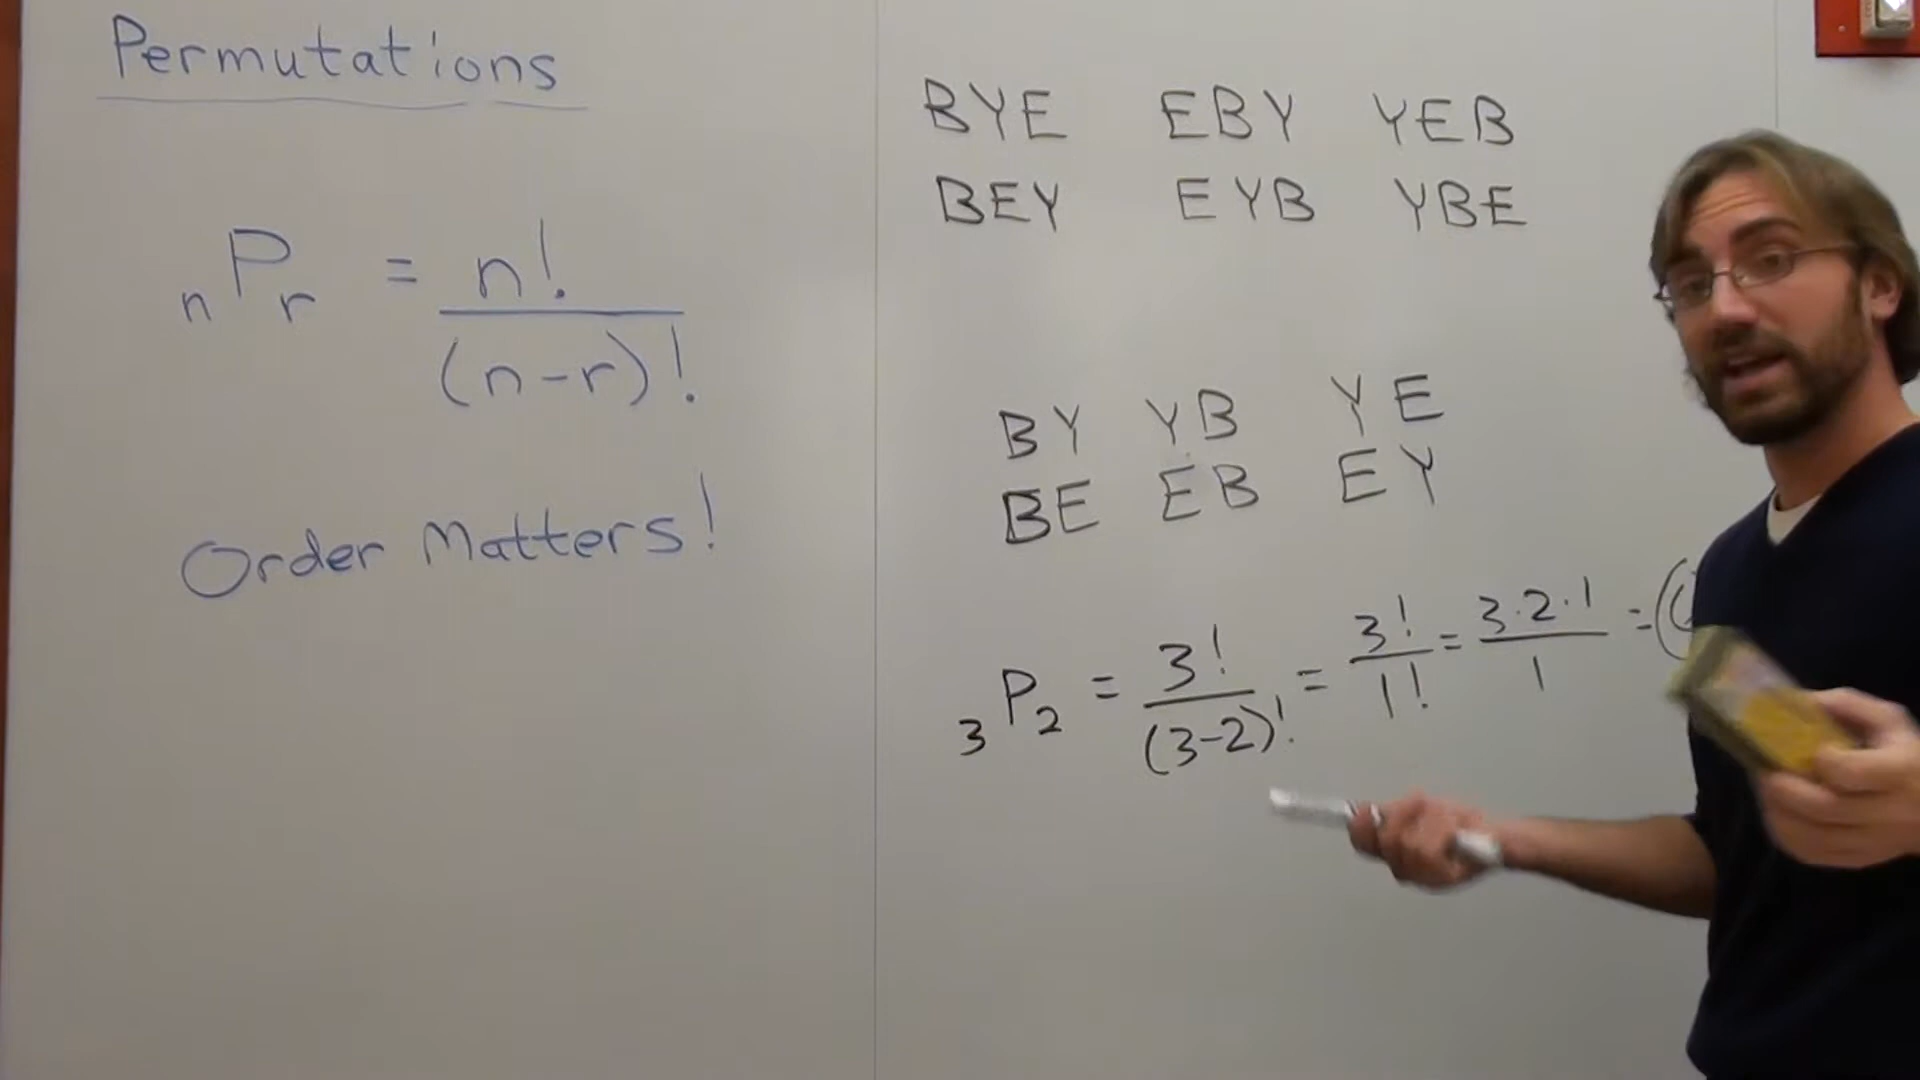 Permutations
nPr = n!
(n-r)!
Order Matters!
BYE EBY YEB
BEY EYB YBE
BY YB YE
BE EB EY
3P2 = 3!/(3-2)! = 3!/1! = 3·2·1/1 =